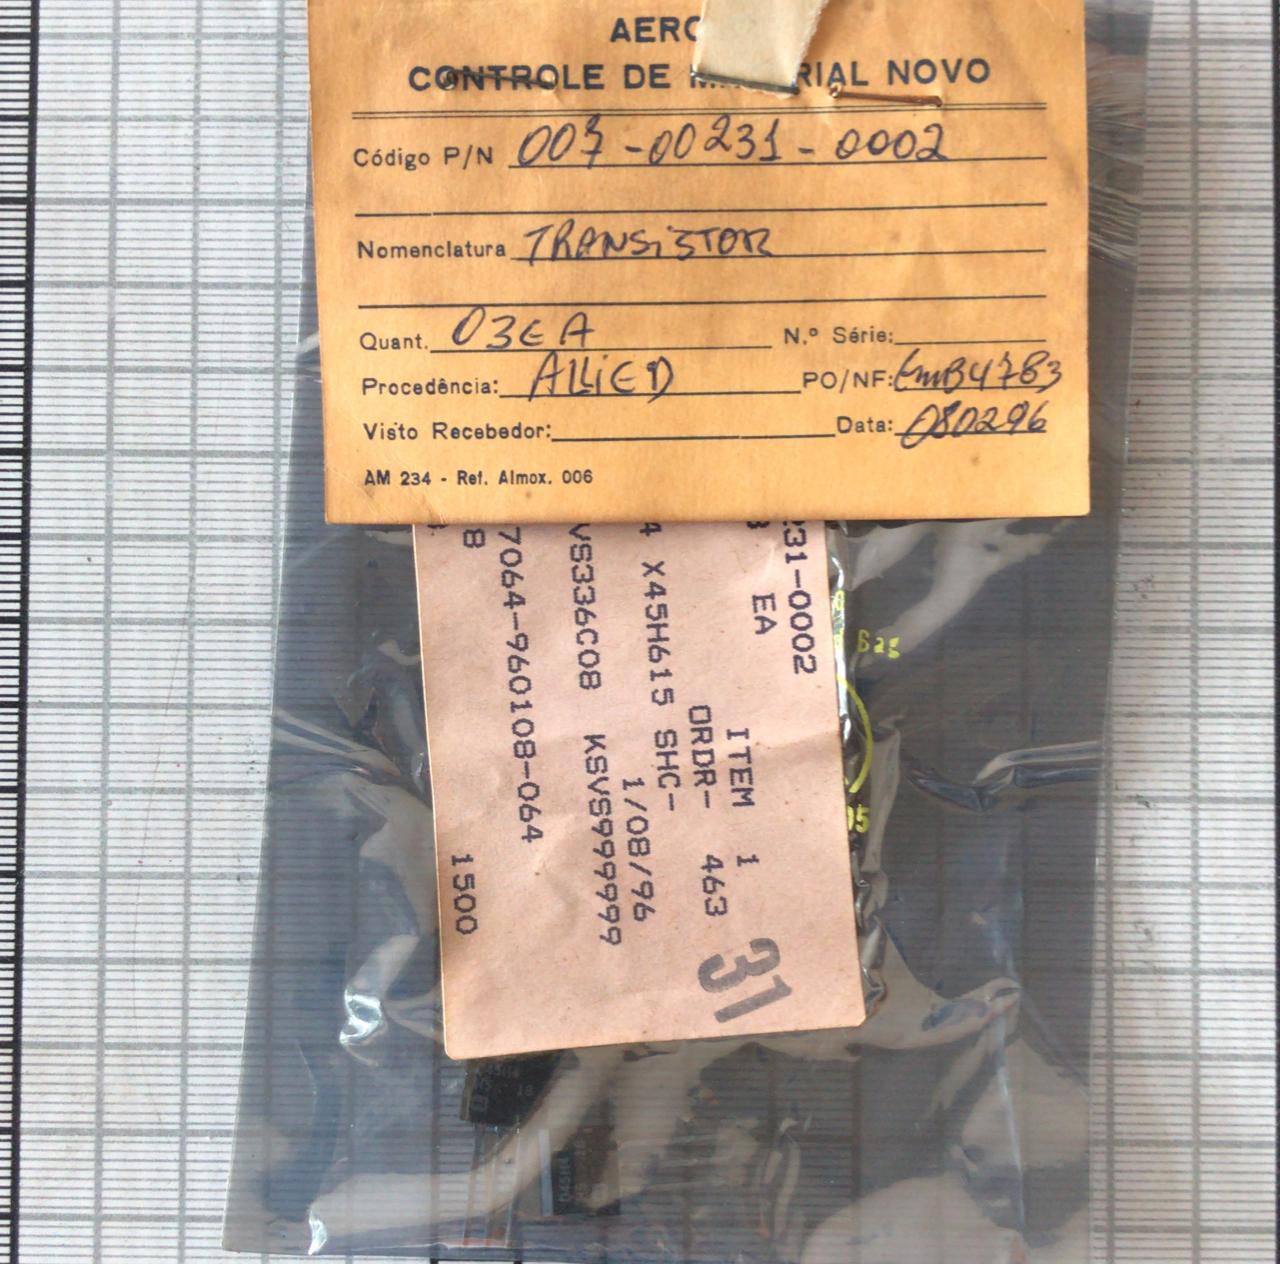 CONTROLE DE MATERIAL NOVO
Código P/N 007-00231-0002
Nomenclatura TRANSISTOR
Quant. 03EA N.º Série:
Procedência: ALLIED PO/NF: EMB4783
Visto Recebedor: Data: 080296
AM 234 - Ref. Almox. 006
231-0002
EA
ITEM 1
ORDR- 463
X45H615 SHC-
1/08/96
VS336C08 KSVS999999
7064-960108-064
8
1500
31